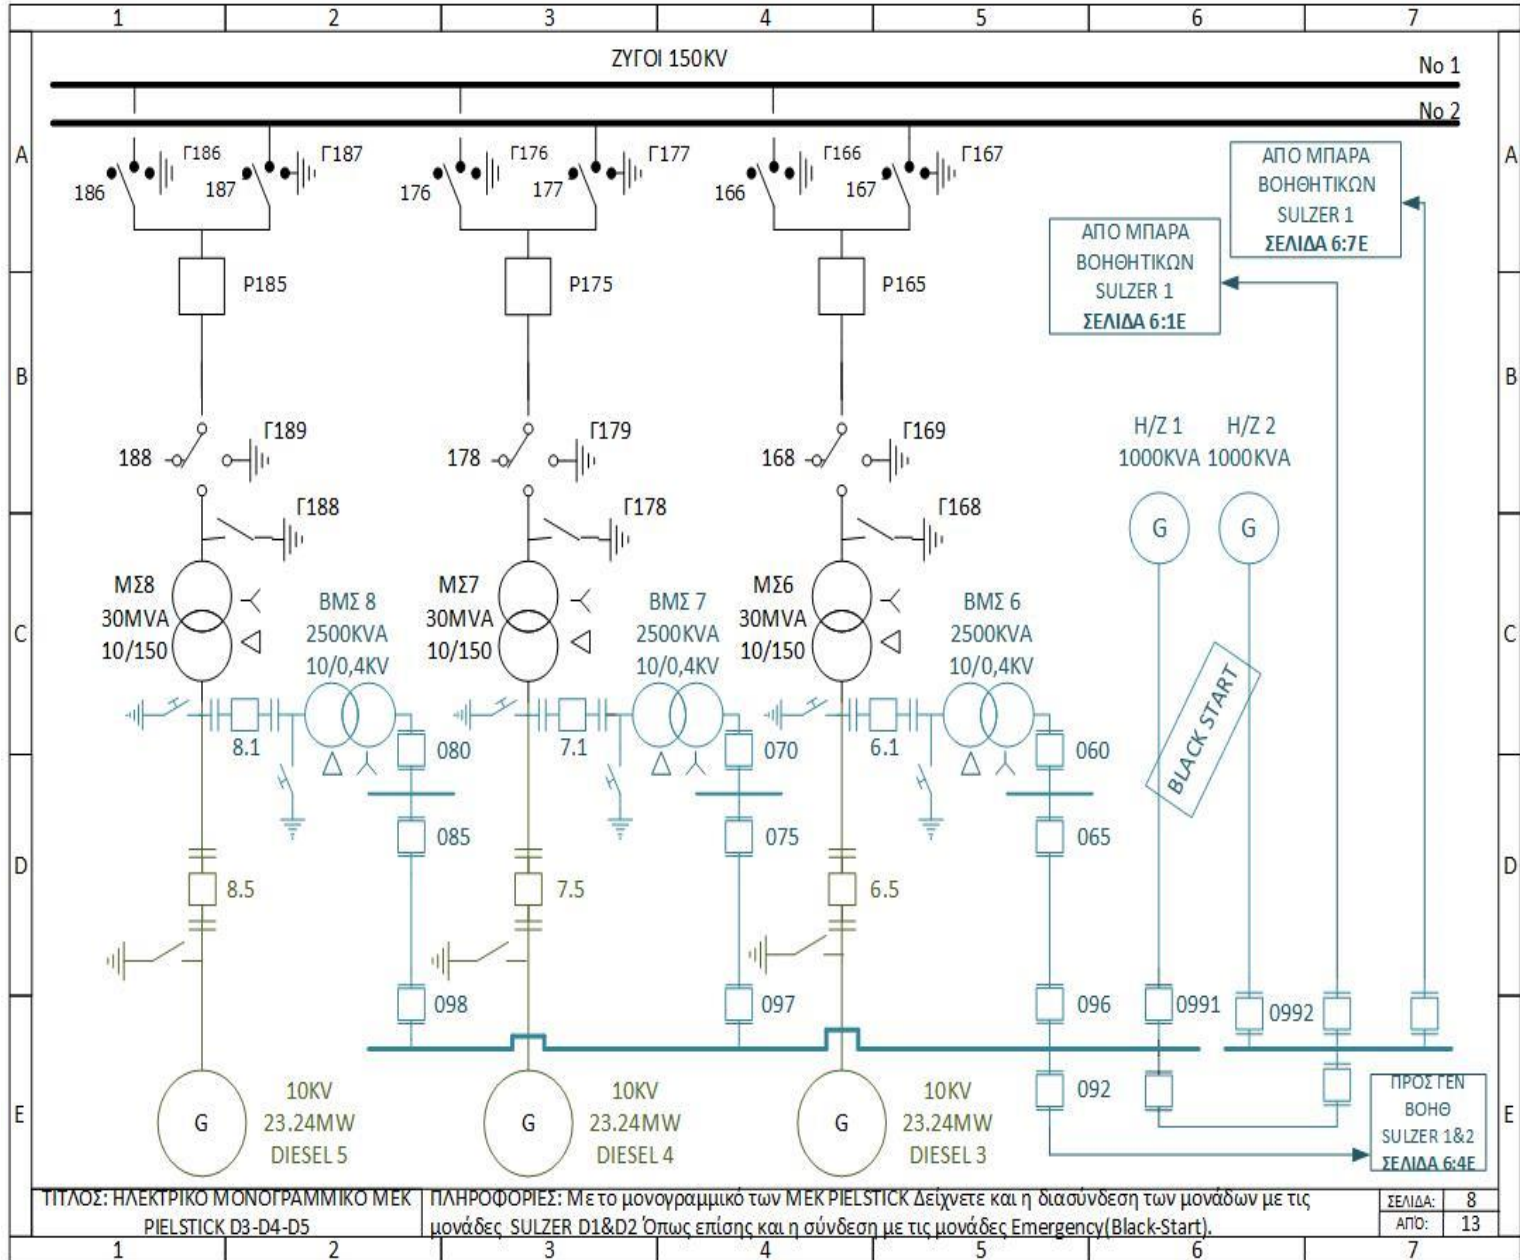 1 2 3 4 5 6 7
ΖΥΓΟΙ 150KV
No 1
No 2
A A
Γ186 Γ187 Γ176 Γ177 Γ166 Γ167
186 187 176 177 166 167
ΑΠΟ ΜΠΑΡΑ
ΒΟΗΘΗΤΙΚΩΝ
SULZER 1
ΣΕΛΙΔΑ 6:7E
ΑΠΟ ΜΠΑΡΑ
ΒΟΗΘΗΤΙΚΩΝ
SULZER 1
ΣΕΛΙΔΑ 6:1E
P185 P175 P165
B B
Γ189 Γ179 Γ169
188 178 168
H/Z 1 H/Z 2
1000KVA 1000KVA
Γ188 Γ178 Γ168
G G
ΜΣ8
30MVA
10/150
ΒΜΣ 8
2500KVA
10/0,4KV
ΜΣ7
30MVA
10/150
ΒΜΣ 7
2500KVA
10/0,4KV
ΜΣ6
30MVA
10/150
ΒΜΣ 6
2500KVA
10/0,4KV
C C
BLACK START
8.1 080 7.1 070 6.1 060
085 075 065
D D
8.5 7.5 6.5
098 097 096 0991 0992
092
E E
G
10KV
23.24MW
DIESEL 5
G
10KV
23.24MW
DIESEL 4
G
10KV
23.24MW
DIESEL 3
ΠΡΟΣ ΓΕΝ
ΒΟΗΘ
SULZER 1&2
ΣΕΛΙΔΑ 6:4E
ΤΙΤΛΟΣ: ΗΛΕΚΤΡΙΚΟ ΜΟΝΟΓΡΑΜΜΙΚΟ ΜΕΚ
PIELSTICK D3-D4-D5
ΠΛΗΡΟΦΟΡΙΕΣ: Με το μονογραμμικό των ΜΕΚ PIELSTICK Δείχνετε και η διασύνδεση των μονάδων με τις
μονάδες SULZER D1&D2 Όπως επίσης και η σύνδεση με τις μονάδες Emergency(Black-Start).
ΣΕΛΙΔΑ: 8
ΑΠΌ: 13
1 2 3 4 5 6 7